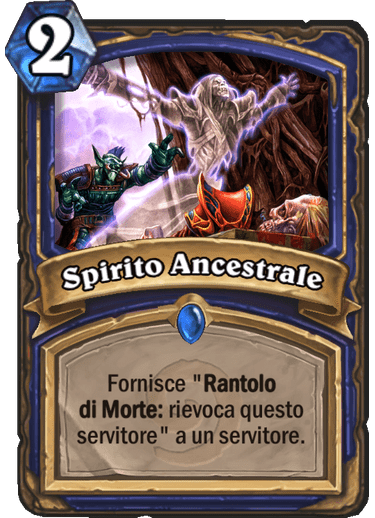 2
Spirito Ancestrale
Fornisce "Rantolo
di Morte: rievoca questo
servitore" a un servitore.